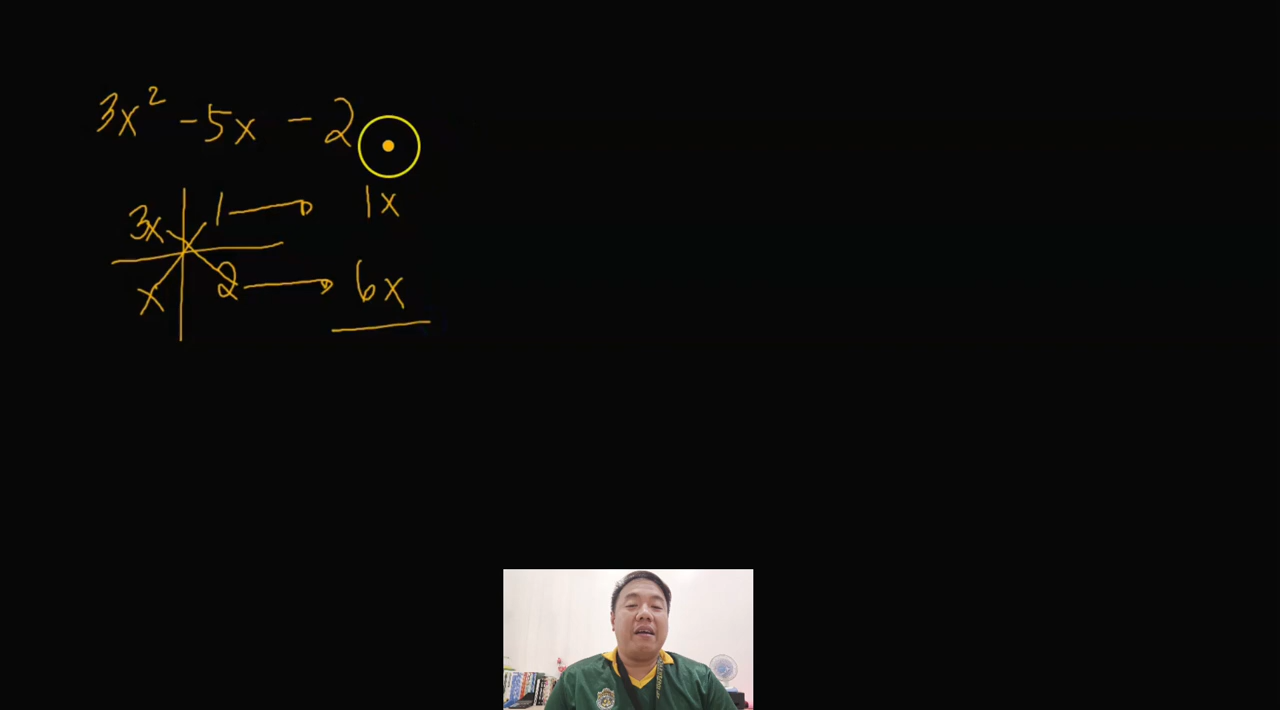 3x² - 5x - 2
3x 1 → 1x
x 2 → 6x